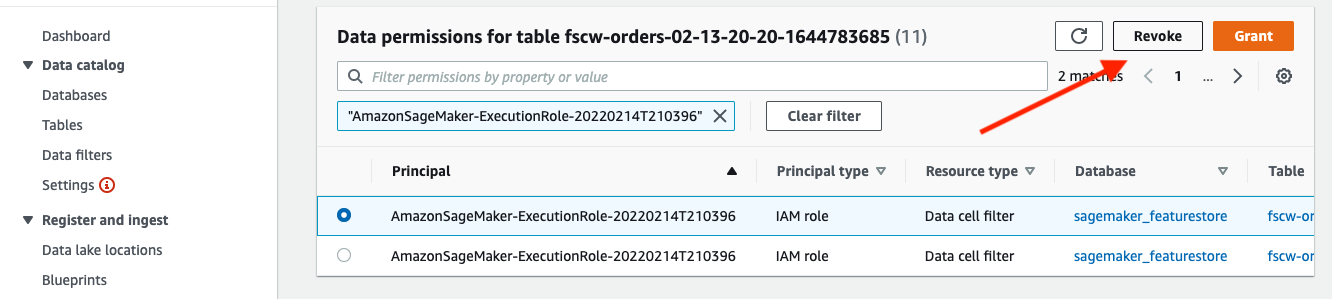 Dashboard
Data catalog
Databases
Tables
Data filters
Settings
Register and ingest
Data lake locations
Blueprints
Data permissions for table fscw-orders-02-13-20-20-1644783685 (11)
Revoke
Grant
Filter permissions by property or value
2 matches
1
...
"AmazonSageMaker-ExecutionRole-20220214T210396"
Clear filter
Principal Principal type Resource type Database Table
AmazonSageMaker-ExecutionRole-20220214T210396 IAM role Data cell filter sagemaker_featurestore fscw-or
AmazonSageMaker-ExecutionRole-20220214T210396 IAM role Data cell filter sagemaker_featurestore fscw-or